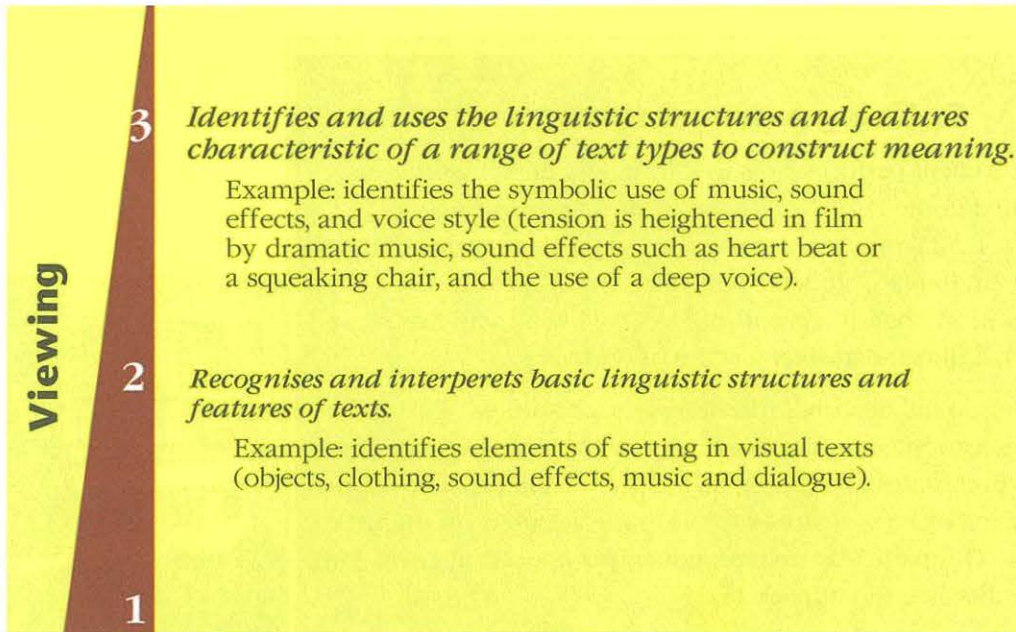 Viewing
3
Identifies and uses the linguistic structures and features
characteristic of a range of text types to construct meaning.
Example: identifies the symbolic use of music, sound
effects, and voice style (tension is heightened in film
by dramatic music, sound effects such as heart beat or
a squeaking chair, and the use of a deep voice).
2
Recognises and interperets basic linguistic structures and
features of texts.
Example: identifies elements of setting in visual texts
(objects, clothing, sound effects, music and dialogue).
1